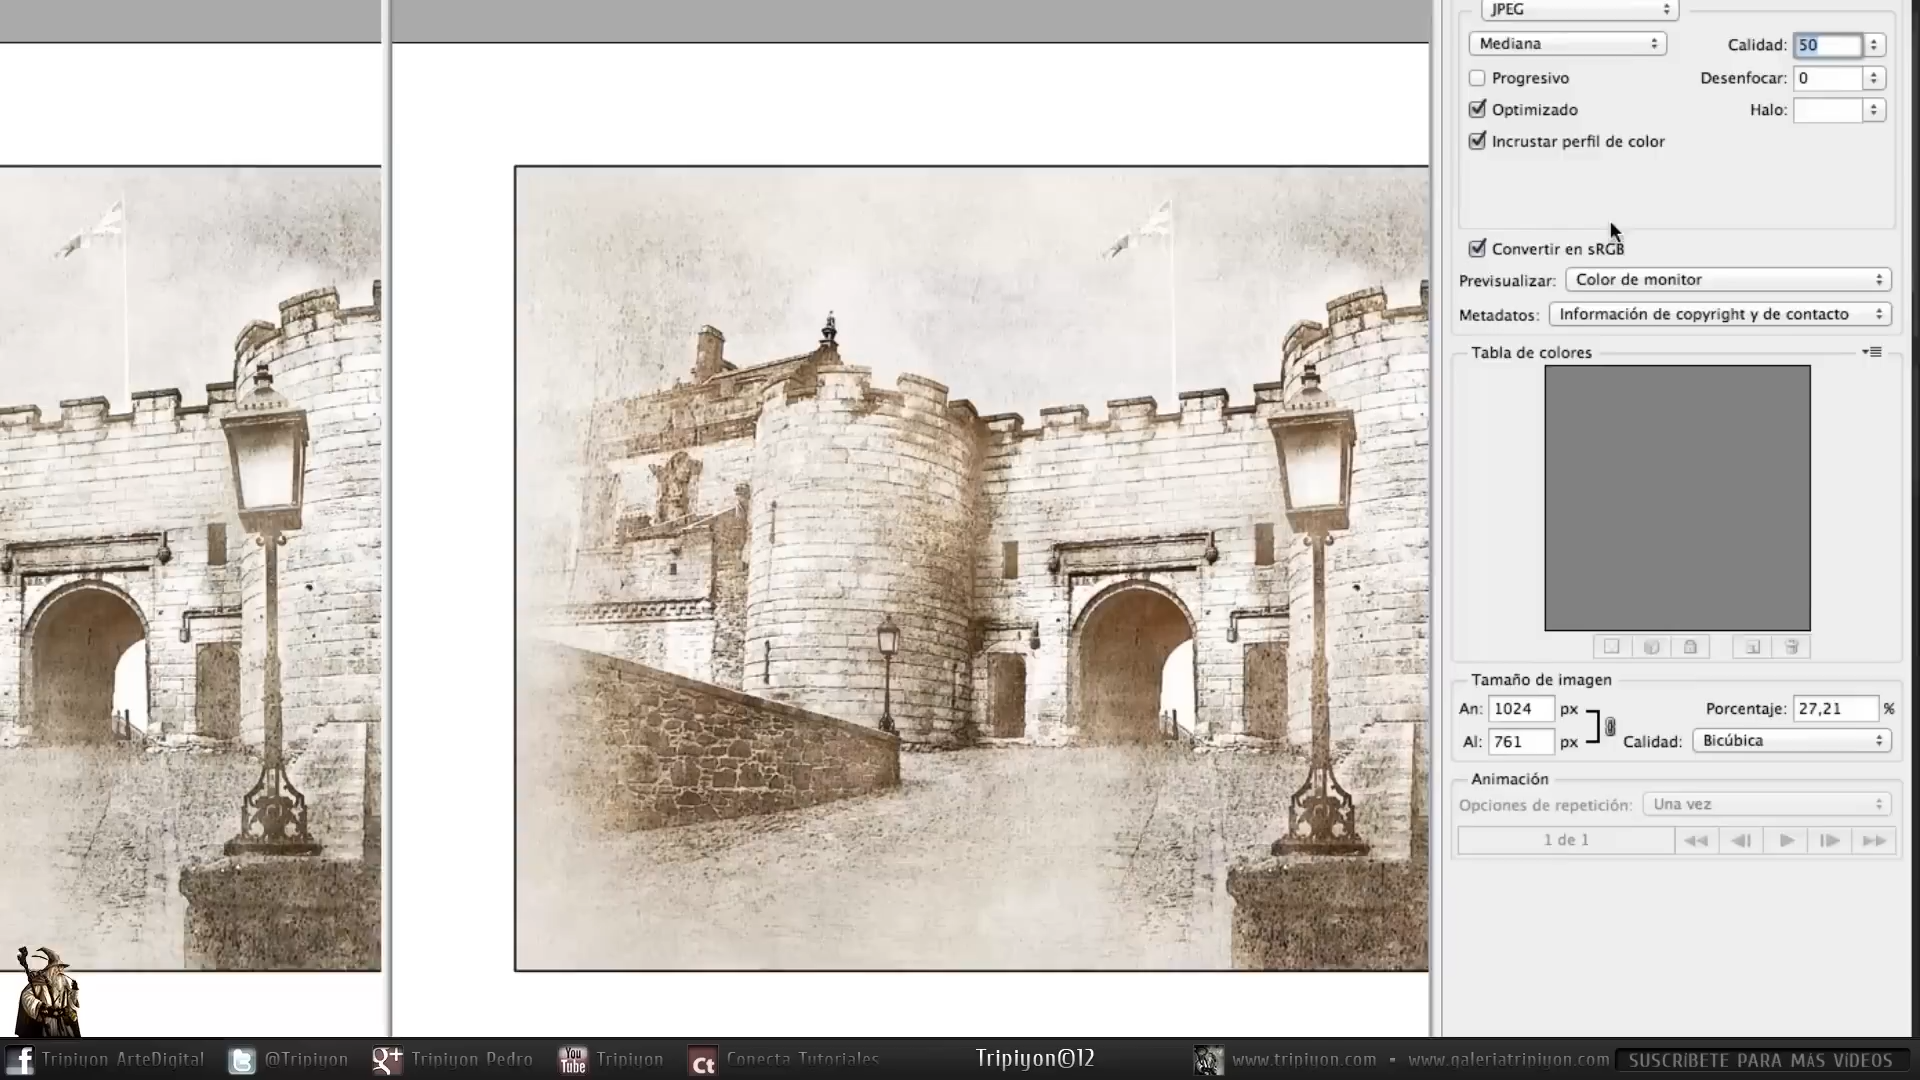 JPEG
Mediana
Calidad: 50
Progresivo
Desenfocar: 0
Optimizado
Halo:
Incrustar perfil de color
Convertir en sRGB
Previsualizar: Color de monitor
Metadatos: Información de copyright y de contacto
Tabla de colores
Tamaño de imagen
An: 1024 px
Porcentaje: 27,21 %
Al: 761 px
Calidad: Bicúbica
Animación
Opciones de repetición: Una vez
1 de 1
f Tripiyon ArteDigital
@Tripiyon
g+ Tripiyon Pedro
You Tube Tripiyon
Ct Conecta Tutoriales
Tripiyon©12
www.tripiyon.com - www.galeriatripiyon.com
SUSCRíBETE PARA MáS VíDEOS